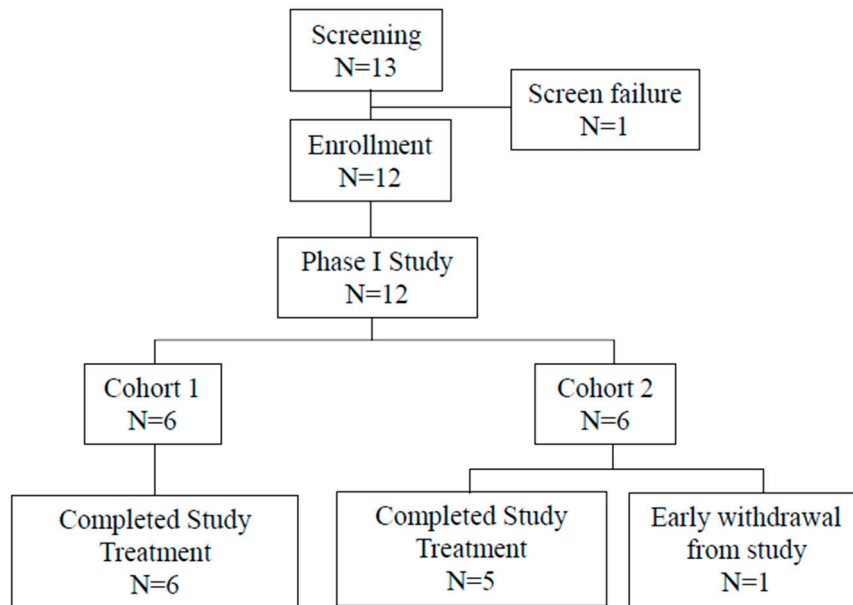 Screening
N=13
Screen failure
N=1
Enrollment
N=12
Phase I Study
N=12
Cohort 1
N=6
Cohort 2
N=6
Completed Study
Treatment
N=6
Completed Study
Treatment
N=5
Early withdrawal
from study
N=1